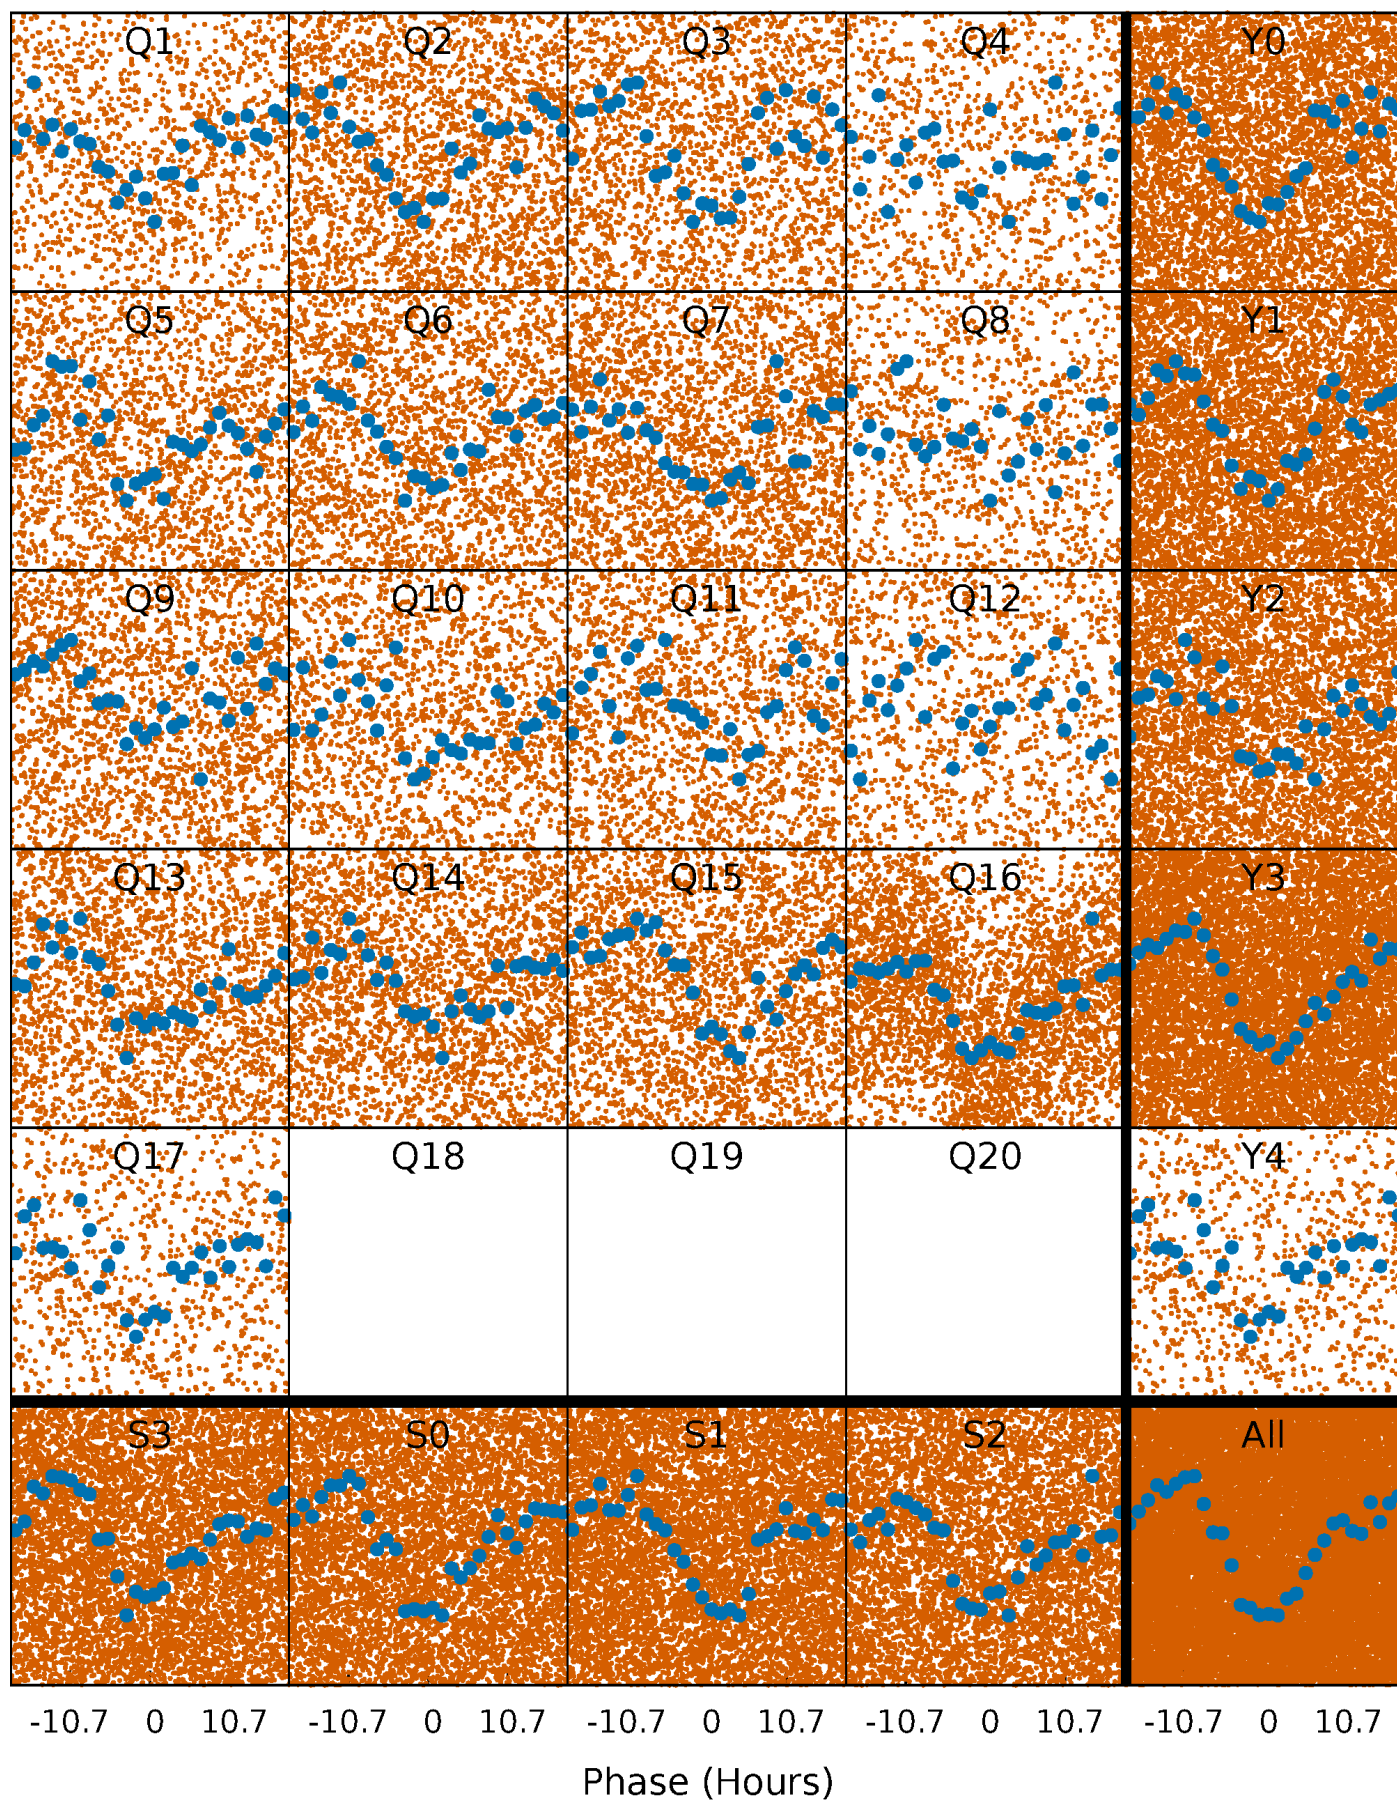 Q1 Q2 Q3 Q4 Y0
Q5 Q6 Q7 Q8 Y1
Q9 Q10 Q11 Q12 Y2
Q13 Q14 Q15 Q16 Y3
Q17 Q18 Q19 Q20 Y4
S3 S0 S1 S2 All
-10.7 0 10.7 -10.7 0 10.7 -10.7 0 10.7 -10.7 0 10.7 -10.7 0 10.7
Phase (Hours)